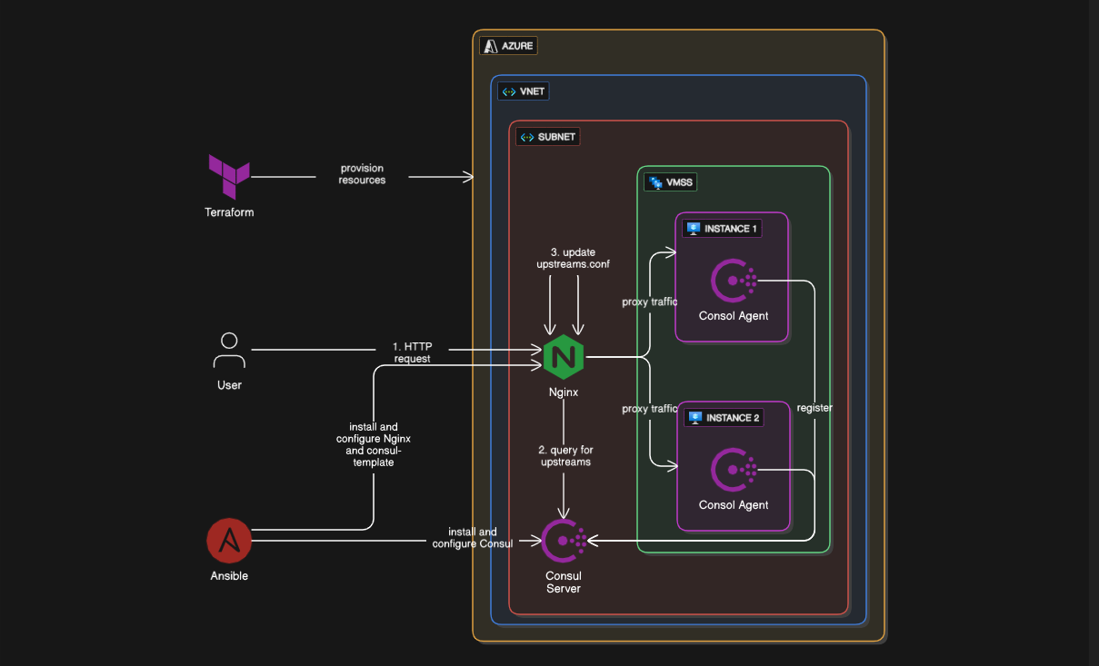 AZURE
VNET
SUBNET
VMSS
provision
resources
Terraform
INSTANCE 1
3. update
upstreams.conf
proxy traffic
Consol Agent
1. HTTP
request
User
Nginx
proxy traffic
register
INSTANCE 2
install and
configure Nginx
and consul-
template
2. query for
upstreams
Consol Agent
install and
configure Consul
Ansible
Consul
Server